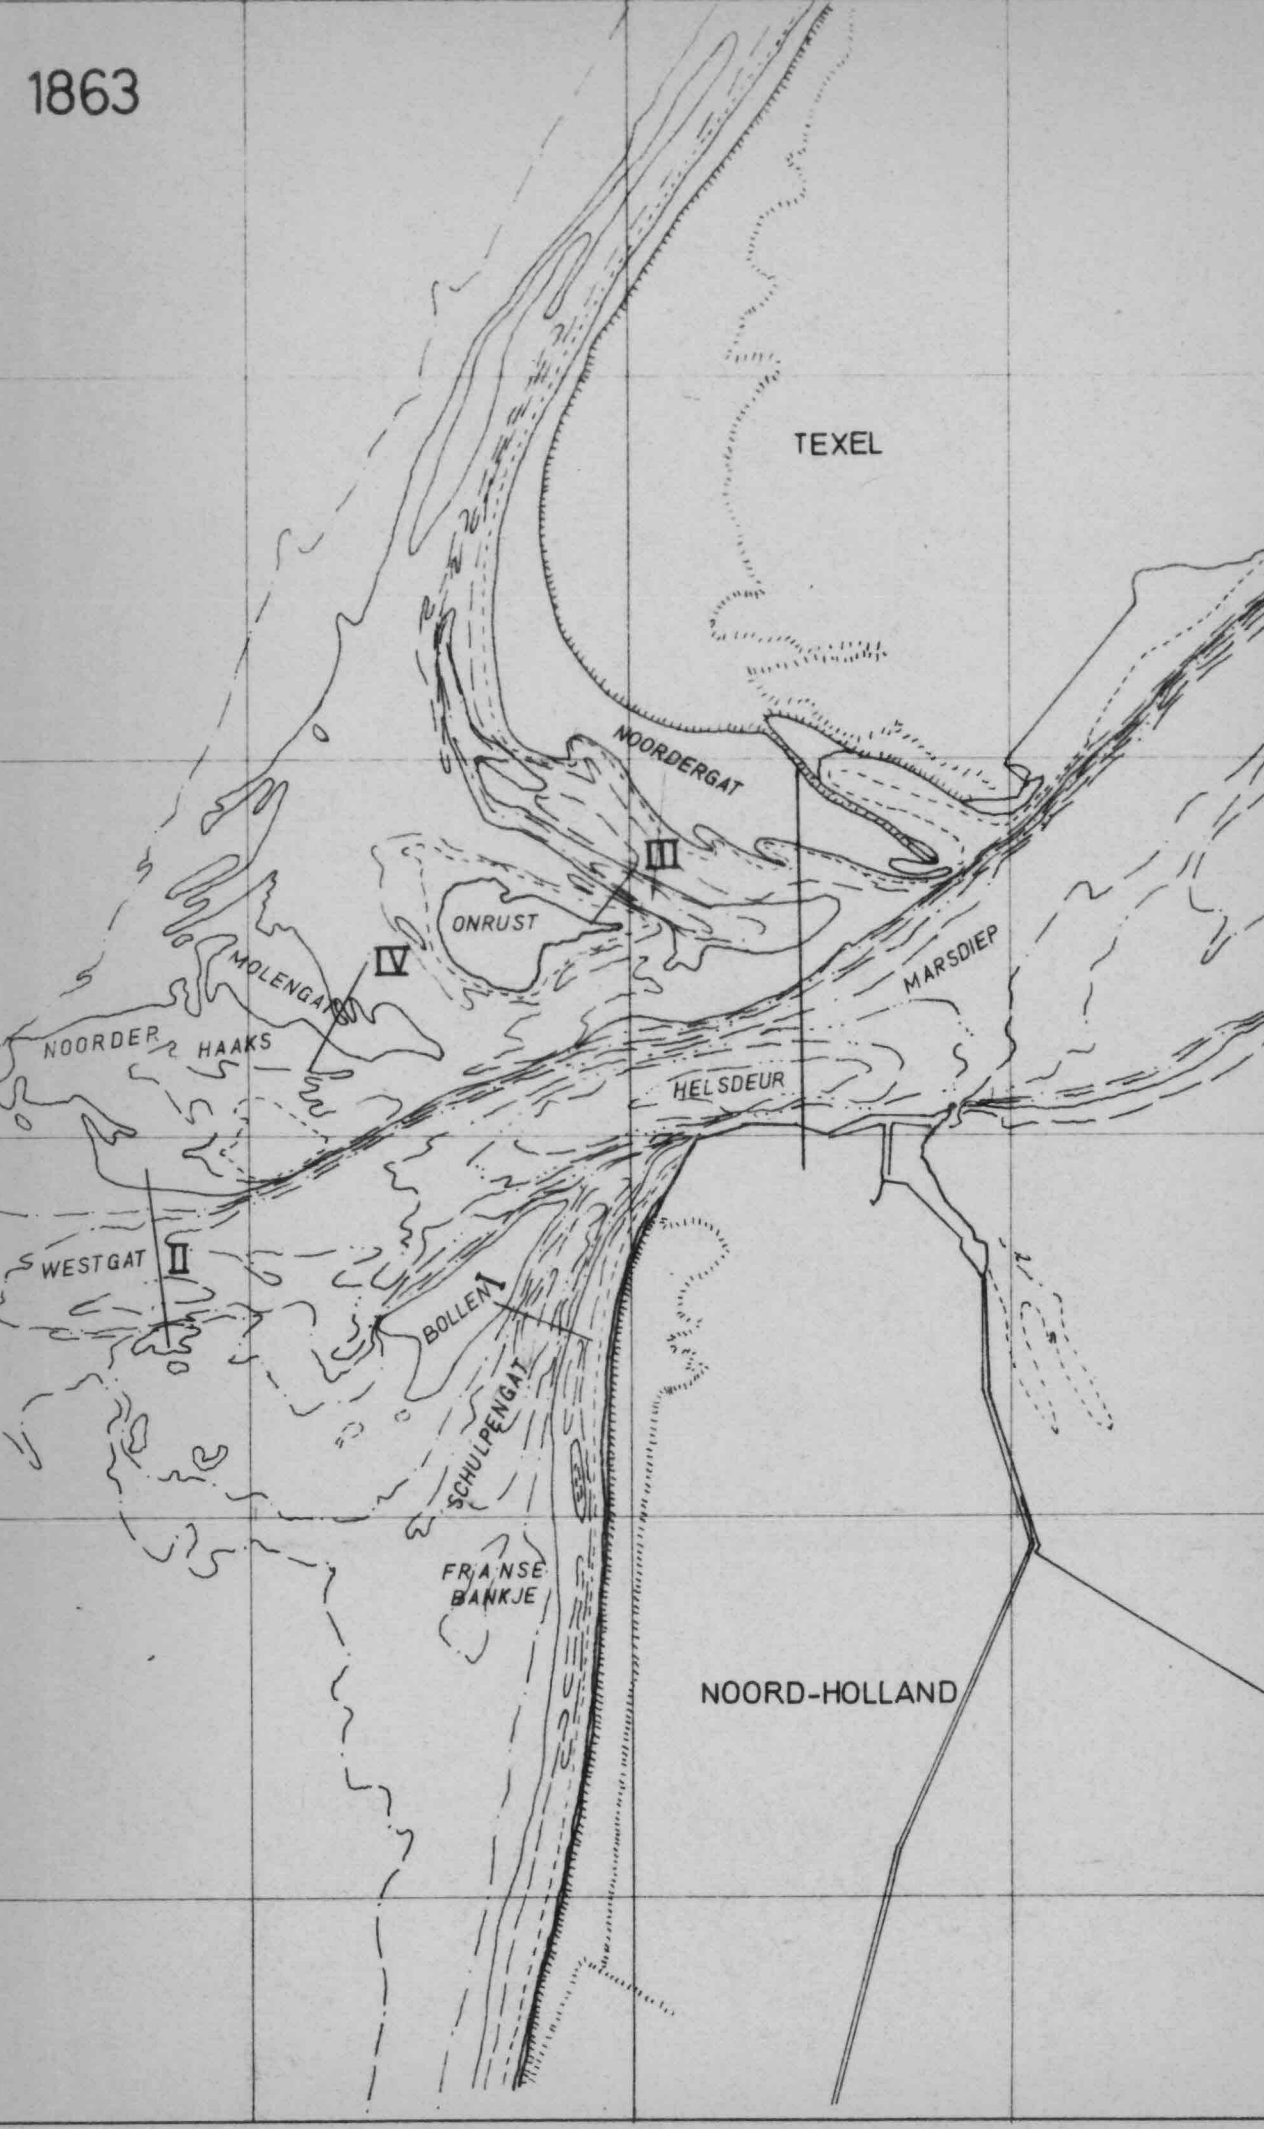 1863
TEXEL
NOORDERGAT
III
ONRUST
IV
MOLENGAT
MARSDIEP
NOORDER HAAKS
HELSDEUR
WESTGAT
II
I
BOLLEN
SCHULPENGAT
FRANSE
BANKJE
NOORD-HOLLAND